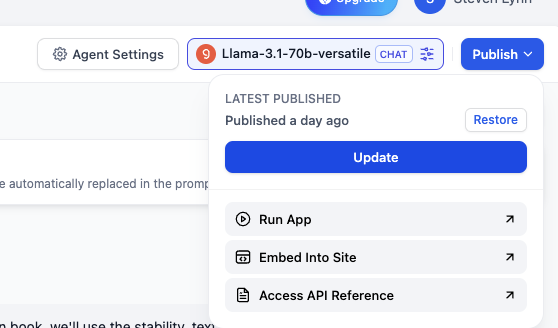 Upgrade
Steven Lynn
Agent Settings
9 Llama-3.1-70b-versatile CHAT
Publish
LATEST PUBLISHED
Published a day ago
Restore
Update
e automatically replaced in the promp
Run App
Embed Into Site
Access API Reference
n book, we'll use the stability, text